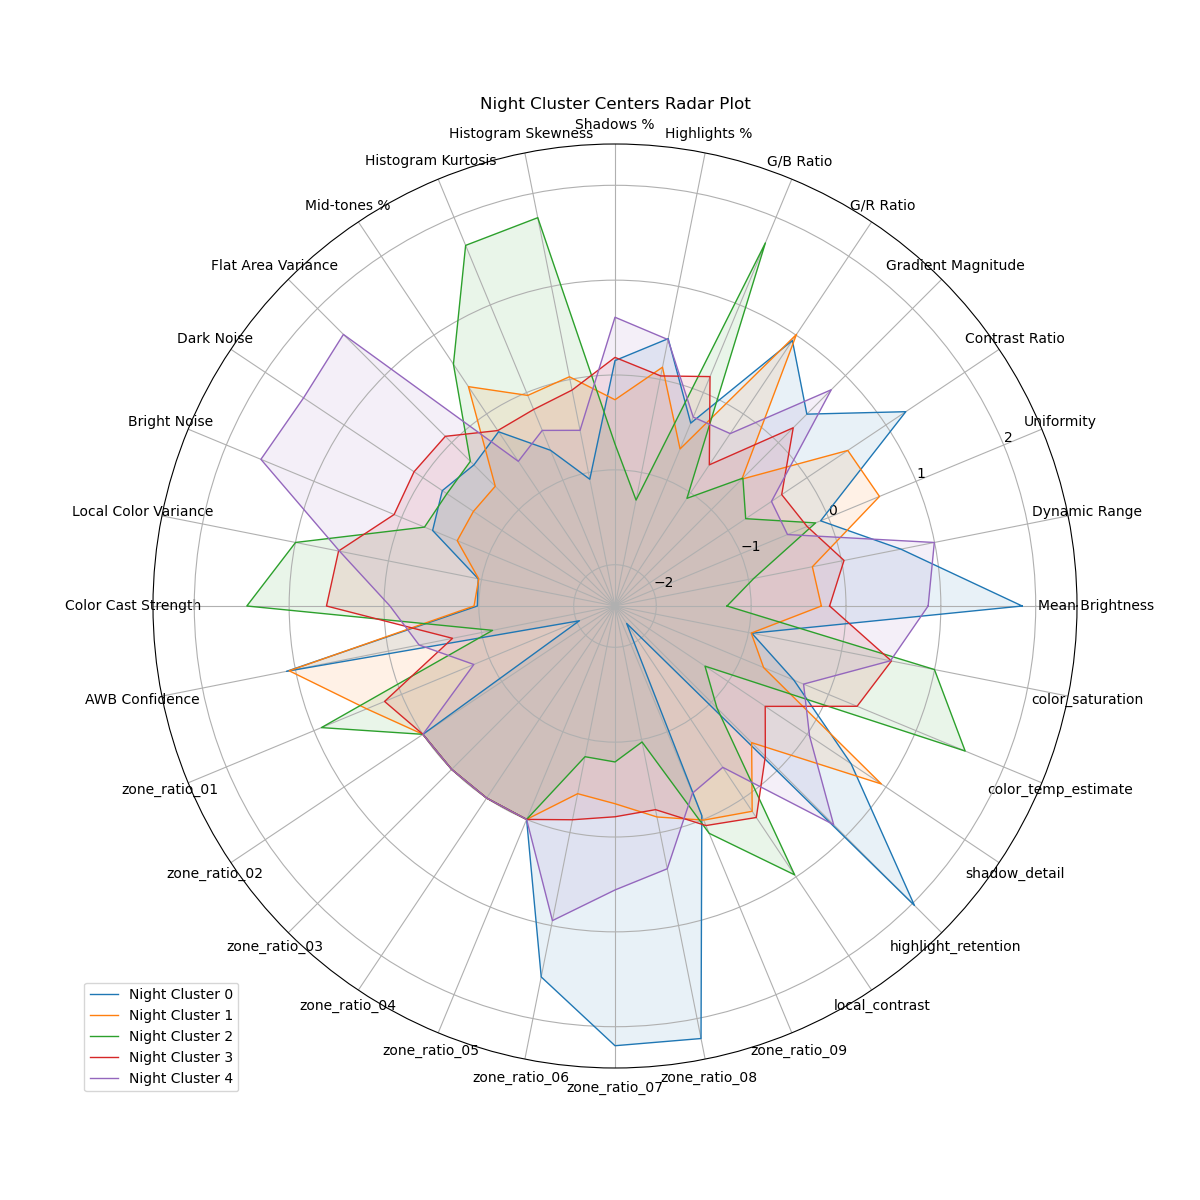 Night Cluster Centers Radar Plot
Shadows %
Histogram Skewness
Highlights %
Histogram Kurtosis
G/B Ratio
Mid-tones %
G/R Ratio
Flat Area Variance
Gradient Magnitude
Dark Noise
Contrast Ratio
Bright Noise
Uniformity
2
1
Local Color Variance
0
Dynamic Range
−1
−2
Color Cast Strength
Mean Brightness
AWB Confidence
color_saturation
zone_ratio_01
color_temp_estimate
zone_ratio_02
shadow_detail
zone_ratio_03
highlight_retention
zone_ratio_04
local_contrast
zone_ratio_05
zone_ratio_09
zone_ratio_06
zone_ratio_08
zone_ratio_07
Night Cluster 0
Night Cluster 1
Night Cluster 2
Night Cluster 3
Night Cluster 4